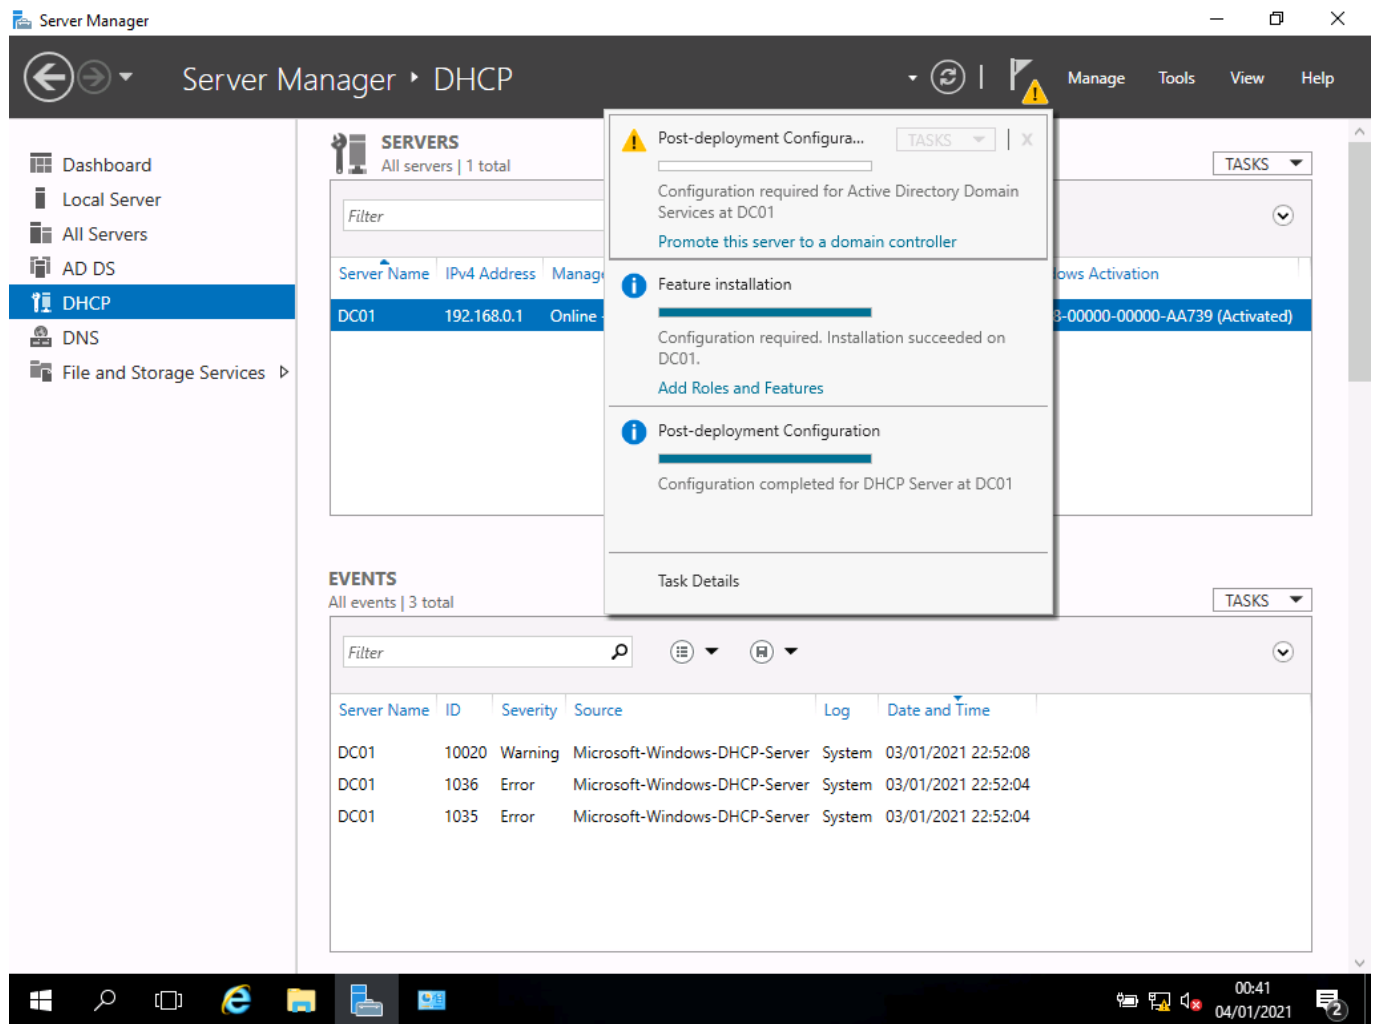 Server Manager
Server Manager ‣ DHCP
Manage Tools View Help
Dashboard
Local Server
All Servers
AD DS
DHCP
DNS
File and Storage Services
SERVERS
All servers | 1 total
TASKS
Filter
Server Name IPv4 Address Manage
DC01 192.168.0.1 Online -
Activation
-00000-00000-AA739 (Activated)
Post-deployment Configura... TASKS X
Configuration required for Active Directory Domain
Services at DC01
Promote this server to a domain controller
Feature installation
Configuration required. Installation succeeded on
DC01.
Add Roles and Features
Post-deployment Configuration
Configuration completed for DHCP Server at DC01
Task Details
EVENTS
All events | 3 total
TASKS
Filter
Server Name ID Severity Source Log Date and Time
DC01 10020 Warning Microsoft-Windows-DHCP-Server System 03/01/2021 22:52:08
DC01 1036 Error Microsoft-Windows-DHCP-Server System 03/01/2021 22:52:04
DC01 1035 Error Microsoft-Windows-DHCP-Server System 03/01/2021 22:52:04
00:41
04/01/2021
2